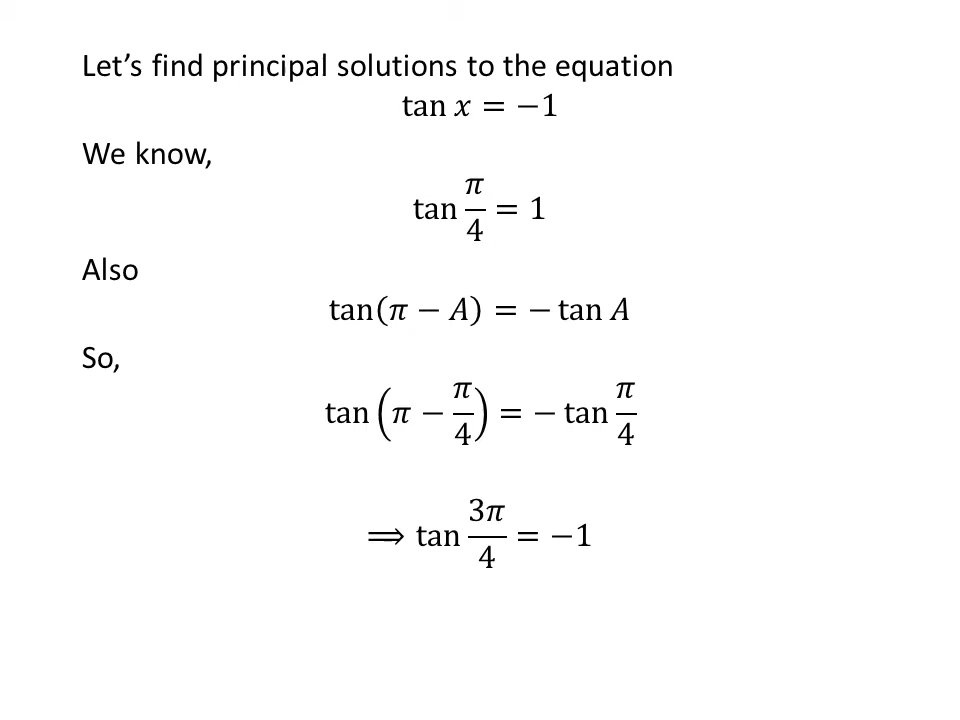 Let’s find principal solutions to the equation
tan 𝑥 = −1
We know,
tan 𝜋/4 = 1
Also
tan(𝜋 − 𝐴) = − tan 𝐴
So,
tan (𝜋 − 𝜋/4) = − tan 𝜋/4
⟹ tan 3𝜋/4 = −1